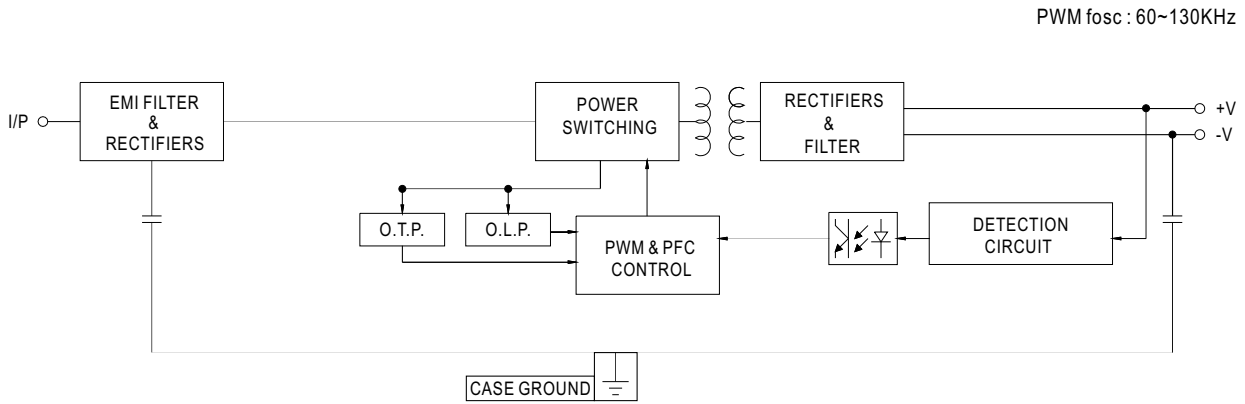 PWM fosc : 60~130KHz
EMI FILTER
&
RECTIFIERS
I/P
POWER
SWITCHING
RECTIFIERS
&
FILTER
+V
-V
O.T.P.
O.L.P.
PWM & PFC
CONTROL
DETECTION
CIRCUIT
CASE GROUND